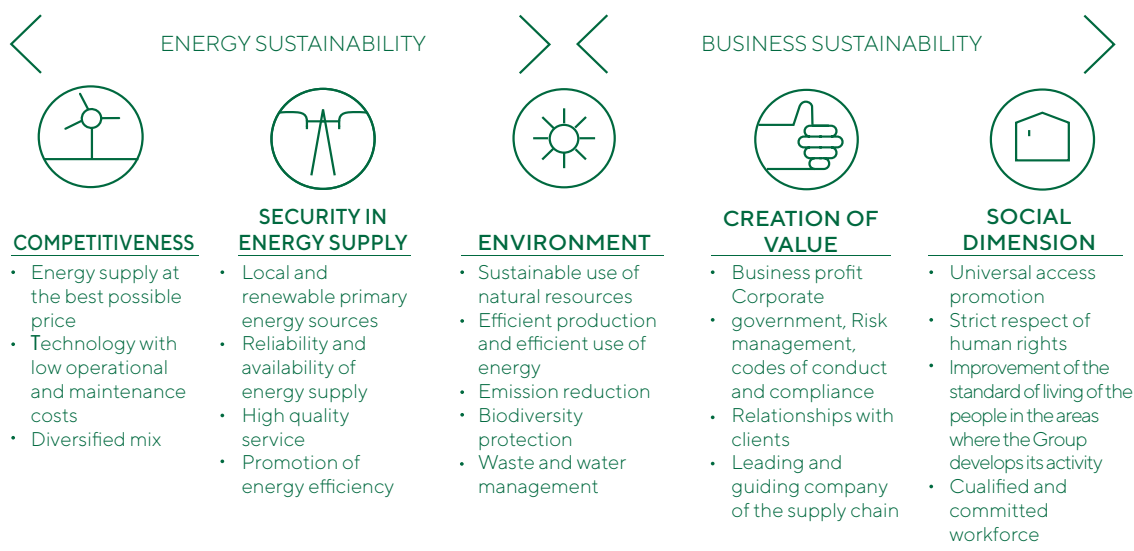 ENERGY SUSTAINABILITY
BUSINESS SUSTAINABILITY
COMPETITIVENESS
• Energy supply at
the best possible
price
• Technology with
low operational
and maintenance
costs
• Diversified mix
SECURITY IN
ENERGY SUPPLY
• Local and
renewable primary
energy sources
• Reliability and
availability of
energy supply
• High quality
service
• Promotion of
energy efficiency
ENVIRONMENT
• Sustainable use of
natural resources
• Efficient production
and efficient use of
energy
• Emission reduction
• Biodiversity
protection
• Waste and water
management
CREATION OF
VALUE
• Business profit
Corporate
• government, Risk
management,
codes of conduct
and compliance
• Relationships with
clients
• Leading and
guiding company
of the supply chain
SOCIAL
DIMENSION
• Universal access
promotion
• Strict respect of
human rights
• Improvement of the
standard of living of the
people in the areas
where the Group
develops its activity
• Cualified and
committed
workforce